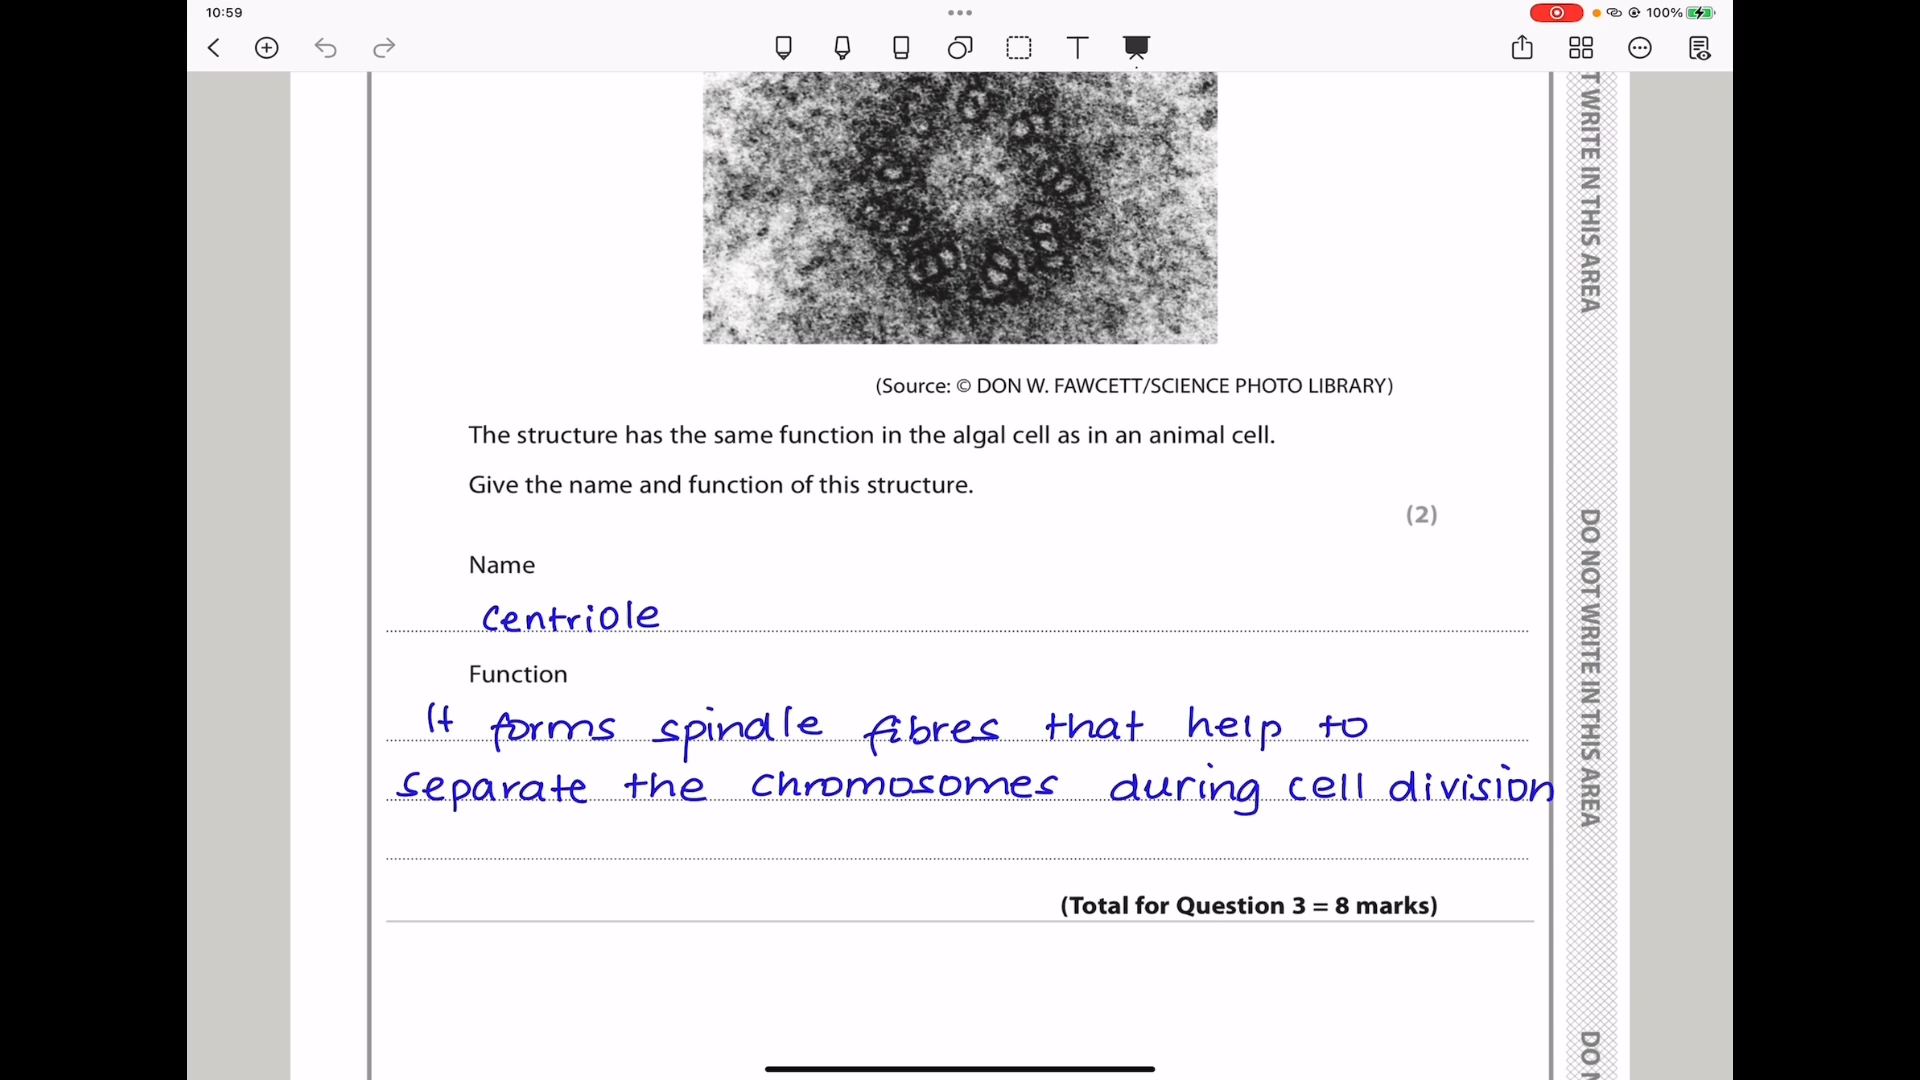 10:59
100%
(Source: © DON W. FAWCETT/SCIENCE PHOTO LIBRARY)
The structure has the same function in the algal cell as in an animal cell.
Give the name and function of this structure.
(2)
Name
Centriole
Function
It forms spindle fibres that help to
separate the chromosomes during cell division
(Total for Question 3 = 8 marks)
T WRITE IN THIS AREA
DO NOT WRITE IN THIS AREA
DO N